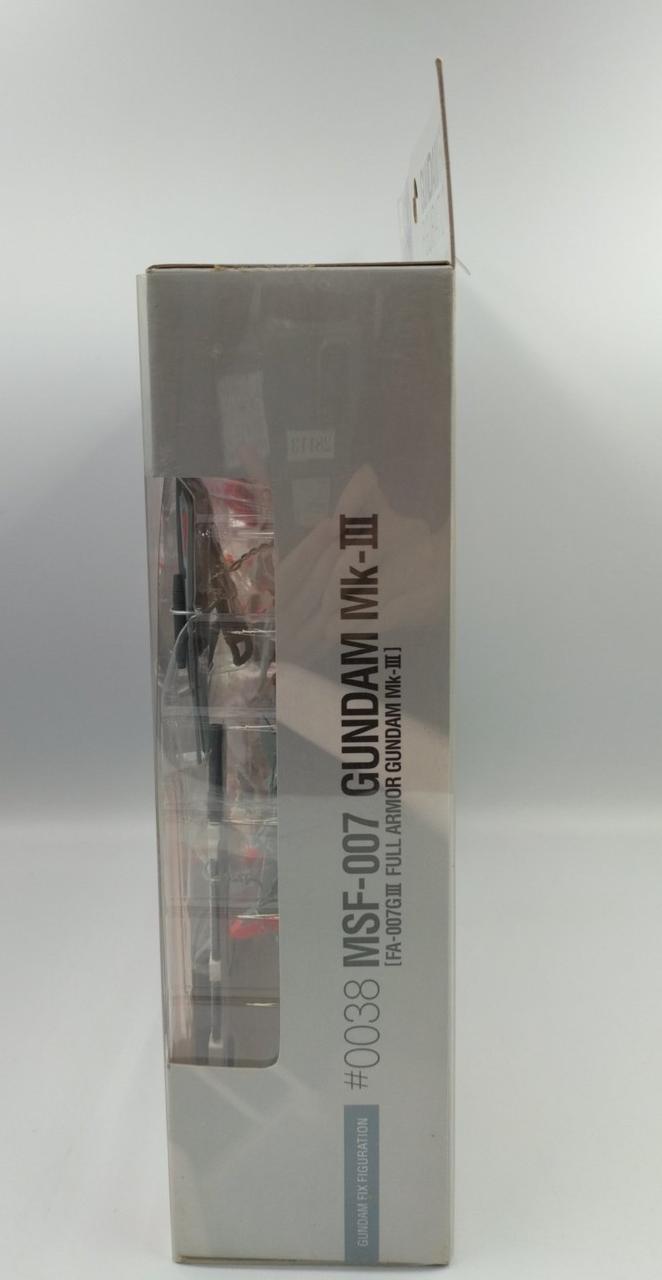 GUNDAM FIX FIGURATION
#0038 MSF-007 GUNDAM Mk-III
[FA-007GIII FULL ARMOR GUNDAM Mk-III]